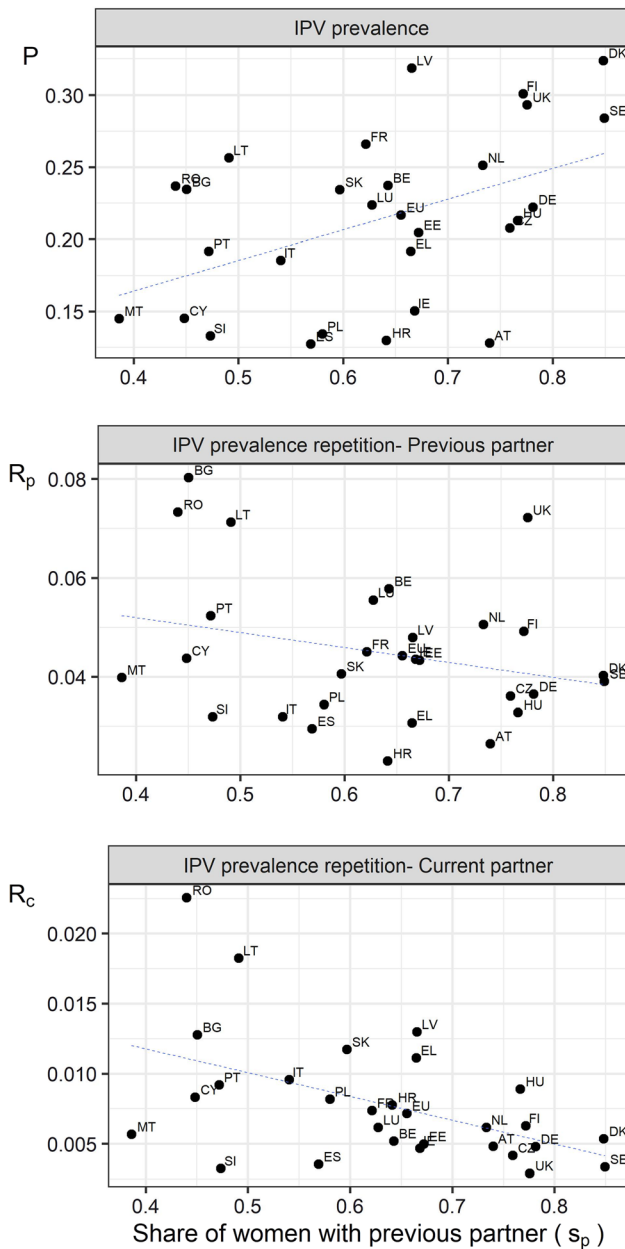 IPV prevalence
P
DK
LV
FI
UK
0.30
SE
FR
LT
NL
0.25
RO
BG
SK
BE
LU
DE
EU
HU
EE
CZ
0.20
PT
EL
IT
IE
0.15
MT
CY
PL
SI
ES
HR
AT
0.4 0.5 0.6 0.7 0.8
IPV prevalence repetition- Previous partner
Rp
BG
0.08
RO
LT
UK
0.06
BE
LU
PT
NL
FI
LV
FR
EU
IE
EE
CY
SK
MT
0.04
DK
SE
CZ
DE
PL
HU
SI
IT
EL
ES
AT
HR
0.4 0.5 0.6 0.7 0.8
IPV prevalence repetition- Current partner
Rc
RO
0.020
LT
0.015
BG
LV
SK
EL
0.010
IT
PT
HU
CY
PL
HR
FR
EU
MT
LU
NL
FI
DK
BE
EE
IE
AT
DE
CZ
0.005
SI
ES
UK
SE
0.4 0.5 0.6 0.7 0.8
Share of women with previous partner ( sp )